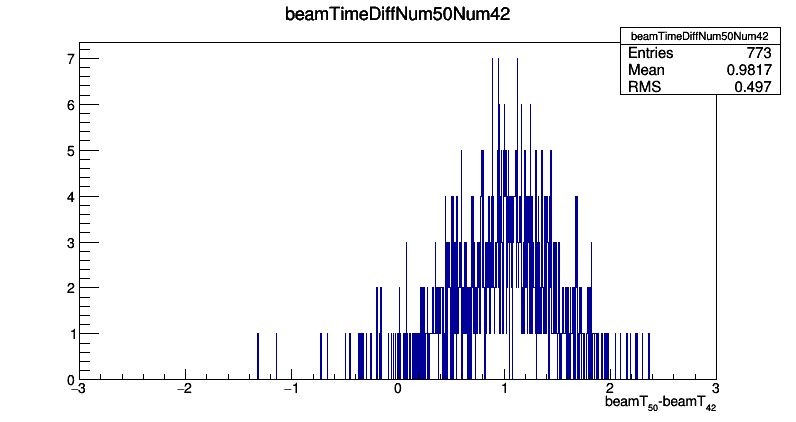 beamTimeDiffNum50Num42
beamTimeDiffNum50Num42
Entries 773
Mean 0.9817
RMS 0.497
7
6
5
4
3
2
1
0
−3 −2 −1 0 1 2 3
beamT50-beamT42